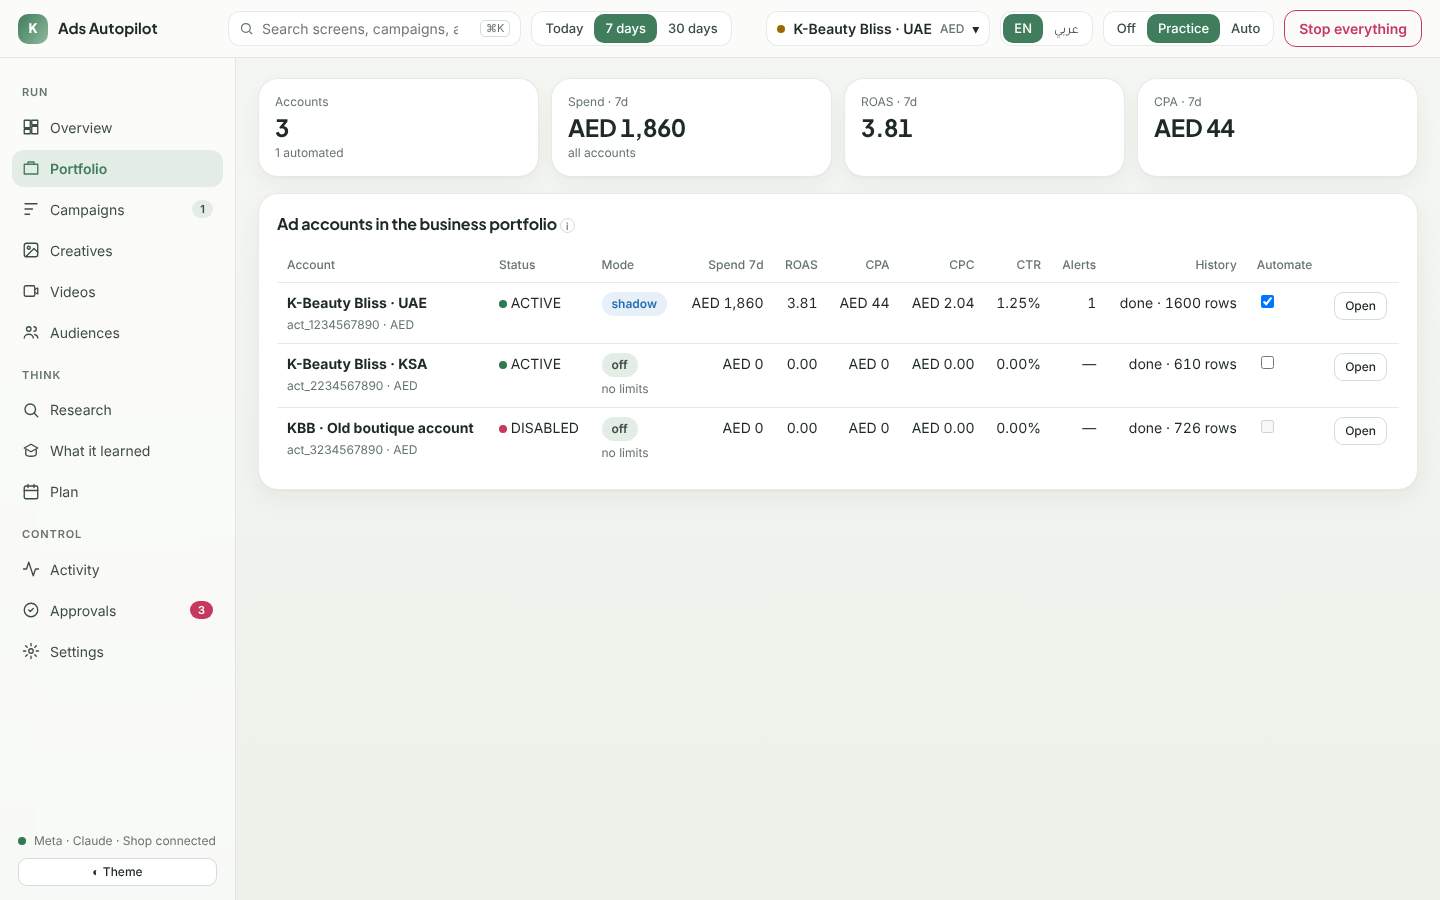 K Ads Autopilot
Search screens, campaigns, a ⌘K
Today 7 days 30 days
K-Beauty Bliss · UAE AED ▾
EN عربي
Off Practice Auto
Stop everything
RUN
Overview
Portfolio
Campaigns 1
Creatives
Videos
Audiences
THINK
Research
What it learned
Plan
CONTROL
Activity
Approvals 3
Settings
Meta · Claude · Shop connected
Theme
Accounts
3
1 automated
Spend · 7d
AED 1,860
all accounts
ROAS · 7d
3.81
CPA · 7d
AED 44
Ad accounts in the business portfolio i
Account Status Mode Spend 7d ROAS CPA CPC CTR Alerts History Automate
K-Beauty Bliss · UAE ACTIVE shadow AED 1,860 3.81 AED 44 AED 2.04 1.25% 1 done · 1600 rows Open
act_1234567890 · AED
K-Beauty Bliss · KSA ACTIVE off AED 0 0.00 AED 0 AED 0.00 0.00% — done · 610 rows Open
act_2234567890 · AED no limits
KBB · Old boutique account DISABLED off AED 0 0.00 AED 0 AED 0.00 0.00% — done · 726 rows Open
act_3234567890 · AED no limits